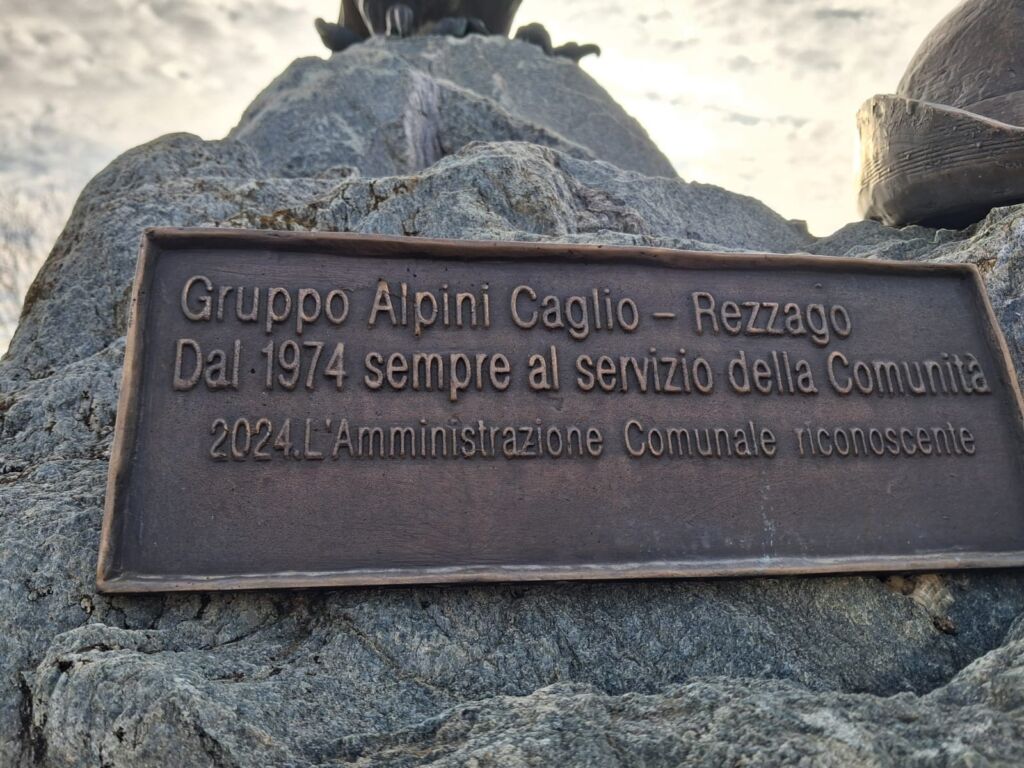 Gruppo Alpini Caglio – Rezzago
Dal 1974 sempre al servizio della Comunità
2024.L'Amministrazione Comunale riconoscente